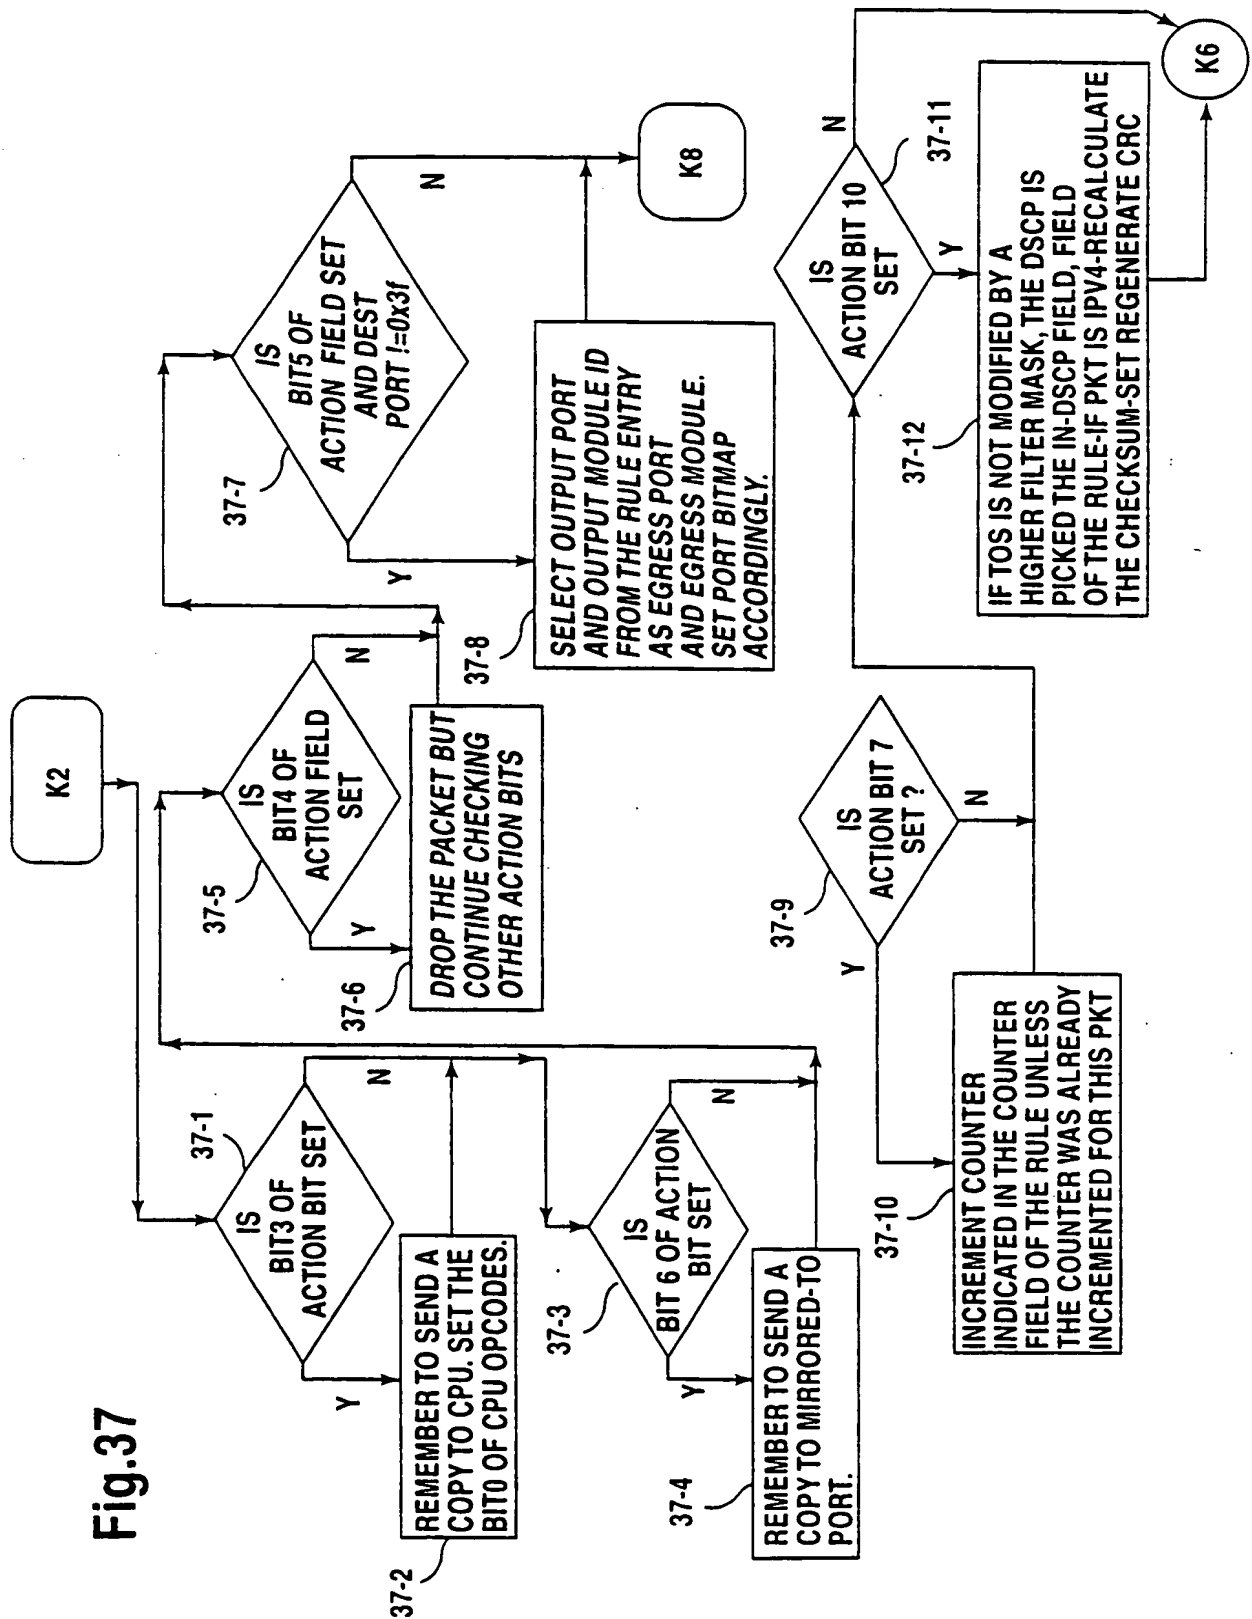 Fig.37
K2
37-1
IS
BIT3 OF
ACTION BIT SET
Y
N
37-2
REMEMBER TO SEND A
COPY TO CPU. SET THE
BIT0 OF CPU OPCODES.
37-3
IS
BIT 6 OF ACTION
BIT SET
Y
N
37-4
REMEMBER TO SEND A
COPY TO MIRRORED-TO
PORT.
37-5
IS
BIT4 OF
ACTION FIELD
SET
Y
N
37-6
DROP THE PACKET BUT
CONTINUE CHECKING
OTHER ACTION BITS
37-7
IS
BIT5 OF
ACTION FIELD SET
AND DEST
PORT !=0x3f
Y
N
37-8
SELECT OUTPUT PORT
AND OUTPUT MODULE ID
FROM THE RULE ENTRY
AS EGRESS PORT
AND EGRESS MODULE.
SET PORT BITMAP
ACCORDINGLY.
K8
37-9
IS
ACTION BIT 7
SET ?
Y
N
37-10
INCREMENT COUNTER
INDICATED IN THE COUNTER
FIELD OF THE RULE UNLESS
THE COUNTER WAS ALREADY
INCREMENTED FOR THIS PKT
37-11
IS
ACTION BIT 10
SET
N
Y
37-12
IF TOS IS NOT MODIFIED BY A
HIGHER FILTER MASK, THE DSCP IS
PICKED THE IN-DSCP FIELD, FIELD
OF THE RULE-IF PKT IS IPV4-RECALCULATE
THE CHECKSUM-SET REGENERATE CRC
K6